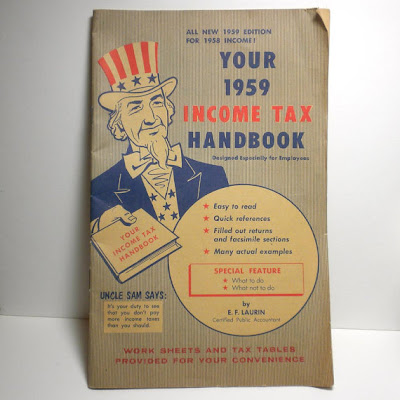 ALL NEW 1959 EDITION
FOR 1958 INCOME!
YOUR
1959
INCOME TAX
HANDBOOK
Designed Especially for Employees
YOUR
INCOME TAX
HANDBOOK
★ Easy to read
★ Quick references
★ Filled out returns
and facsimile sections
★ Many actual examples
SPECIAL FEATURE
★ What to do
★ What not to do
by
E. F. LAURIN
Certified Public Accountant
UNCLE SAM SAYS:
It's your duty to see
that you don't pay
more income taxes
than you should.
WORK SHEETS AND TAX TABLES
PROVIDED FOR YOUR CONVENIENCE